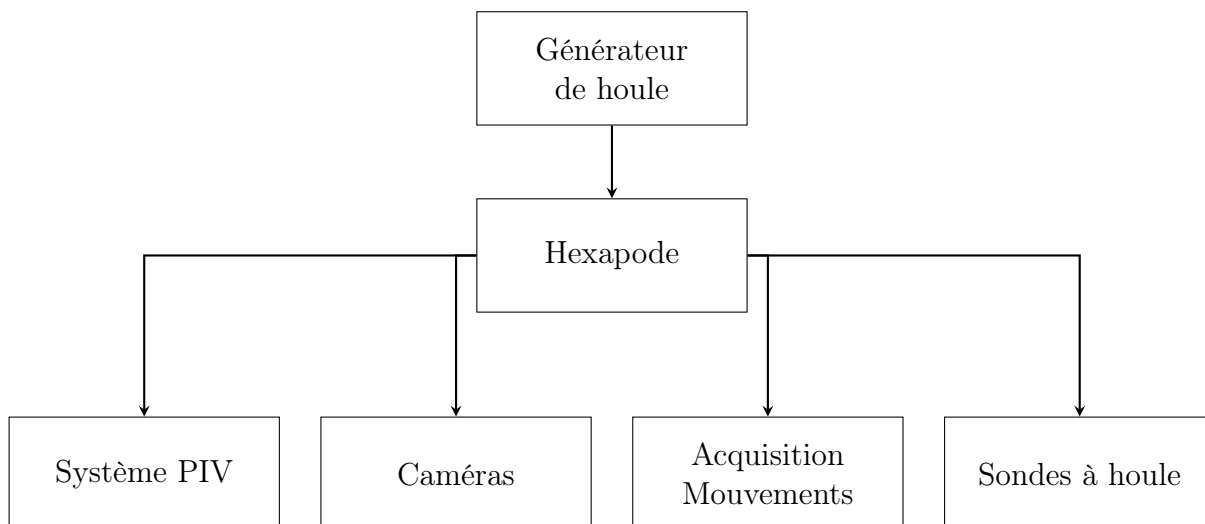 Générateur
de houle
Hexapode
Système PIV
Caméras
Acquisition
Mouvements
Sondes à houle